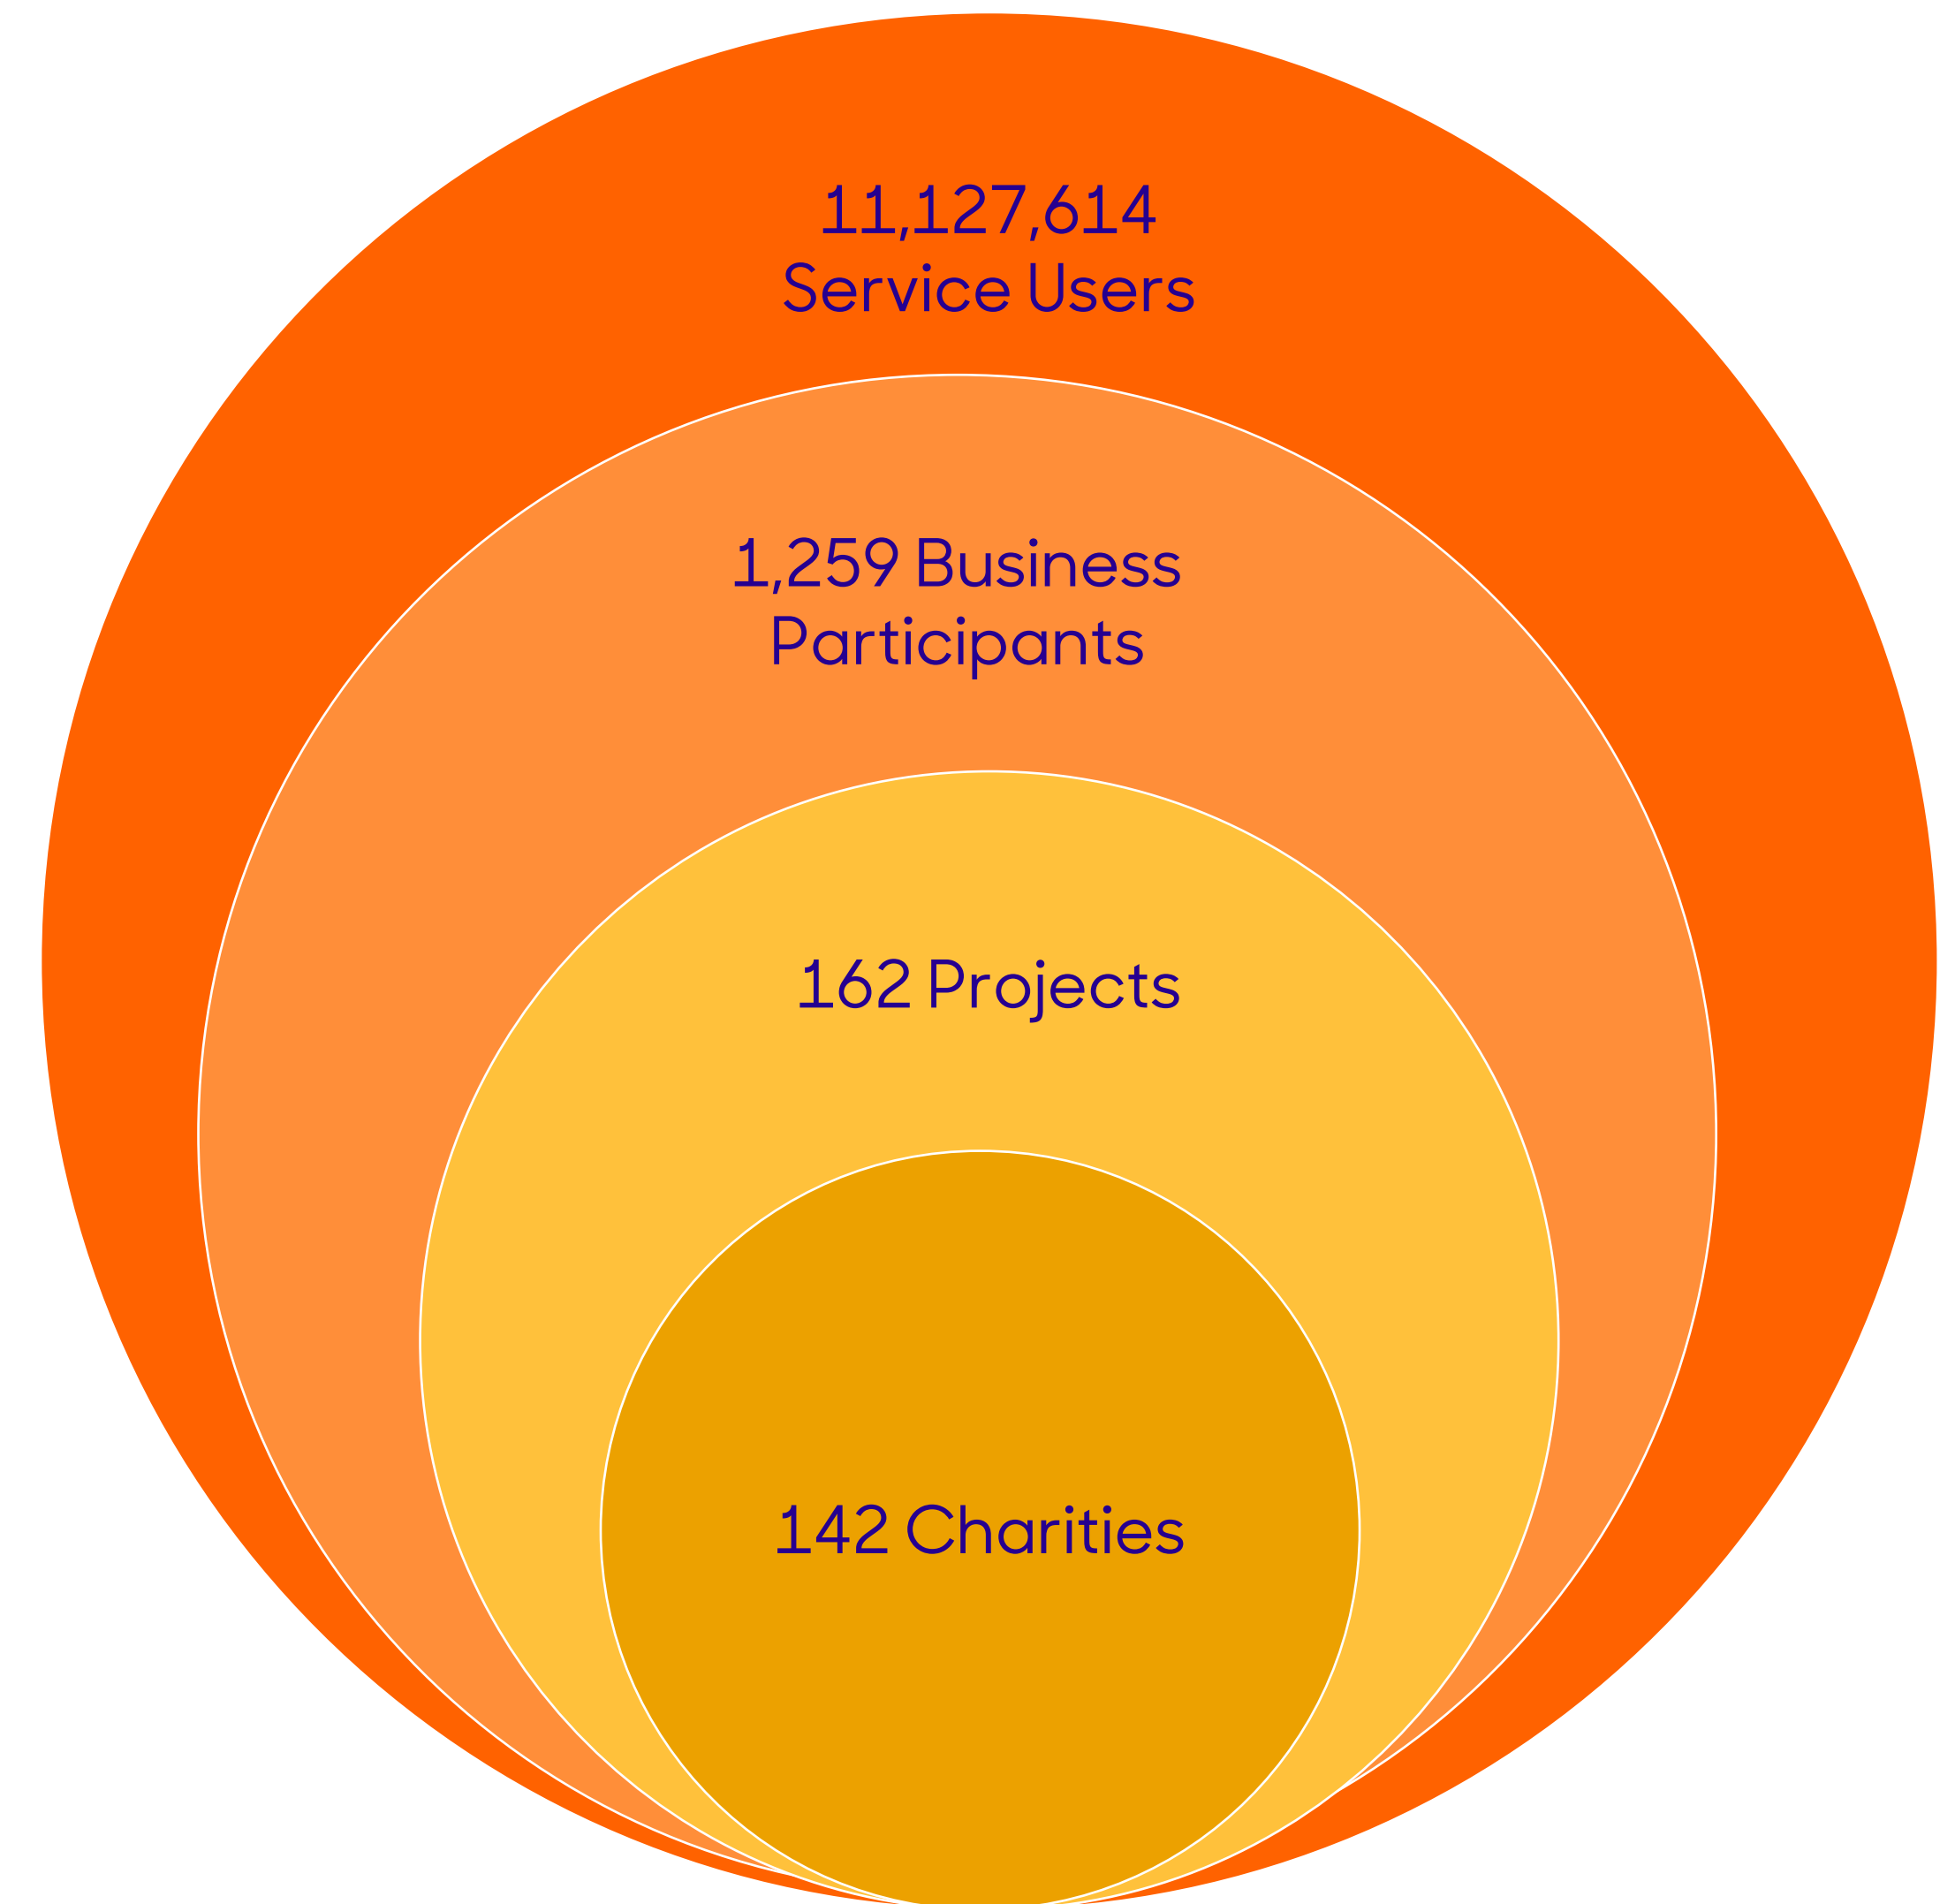 11,127,614
Service Users
1,259 Business
Participants
162 Projects
142 Charities